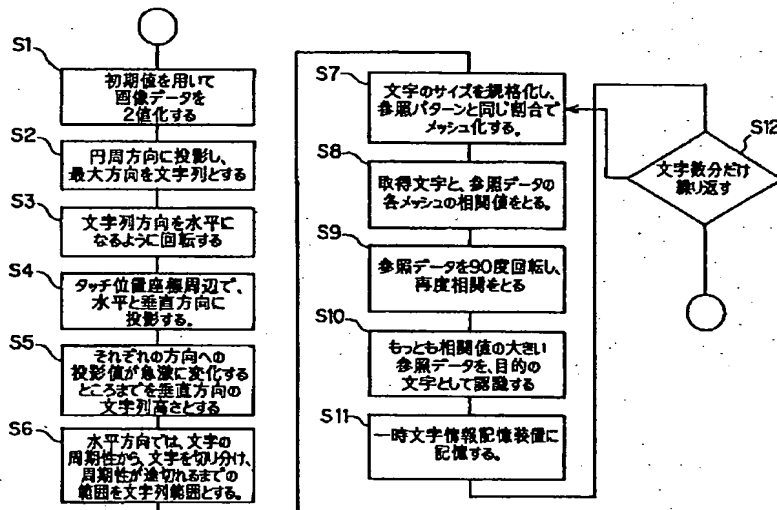 S1
初期値を用いて
画像データを
2値化する
S2
円周方向に投影し、
最大方向を文字列とする
S3
文字列方向を水平に
なるように回転する
S4
タッチ位置座標周辺で、
水平と垂直方向に
投影する。
S5
それぞれの方向への
投影値が急激に変化する
ところまでを垂直方向の
文字列高さとする
S6
水平方向では、文字の
周期性から、文字を切り分け、
周期性が途切れるまでの
範囲を文字列範囲とする。
S7
文字のサイズを規格化し、
参照パターンと同じ割合で
メッシュ化する。
S8
取得文字と、参照データの
各メッシュの相関値をとる。
S9
参照データを90度回転し、
再度相関をとる
S10
もっとも相関値の大きい
参照データを、目的の
文字として認識する
S11
一時文字情報記憶装置に
記憶する。
S12
文字数分だけ
繰り返す